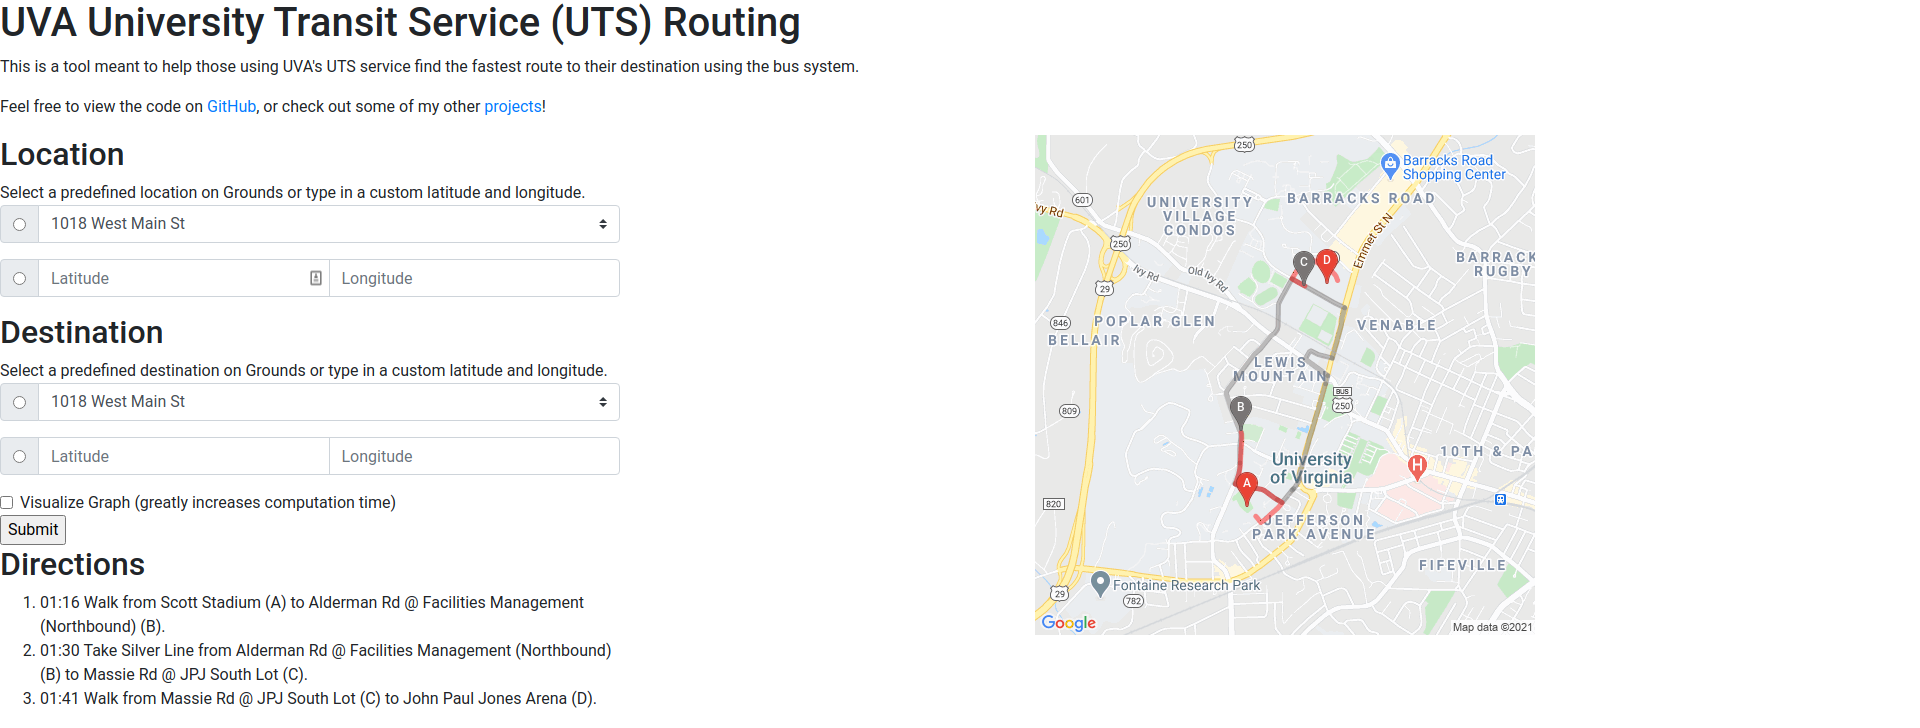 UVA University Transit Service (UTS) Routing
This is a tool meant to help those using UVA's UTS service find the fastest route to their destination using the bus system.
Feel free to view the code on GitHub, or check out some of my other projects!
Location
Select a predefined location on Grounds or type in a custom latitude and longitude.
1018 West Main St
Latitude
Longitude
Destination
Select a predefined destination on Grounds or type in a custom latitude and longitude.
1018 West Main St
Latitude
Longitude
Visualize Graph (greatly increases computation time)
Submit
Directions
1. 01:16 Walk from Scott Stadium (A) to Alderman Rd @ Facilities Management
(Northbound) (B).
2. 01:30 Take Silver Line from Alderman Rd @ Facilities Management (Northbound)
(B) to Massie Rd @ JPJ South Lot (C).
3. 01:41 Walk from Massie Rd @ JPJ South Lot (C) to John Paul Jones Arena (D).
250
Barracks Road
Shopping Center
601
UNIVERSITY
VILLAGE
CONDOS
BARRACKS ROAD
Ivy Rd
250
Emmet St N
Ivy Rd
Old Ivy Rd
C
D
BARRACK
RUGBY
29
846
POPLAR GLEN
BELLAIR
VENABLE
LEWIS
MOUNTAIN
BUS
250
809
B
University
of Virginia
10TH & PA
H
A
820
JEFFERSON
PARK AVENUE
FIFEVILLE
Fontaine Research Park
29
782
Google
Map data ©2021